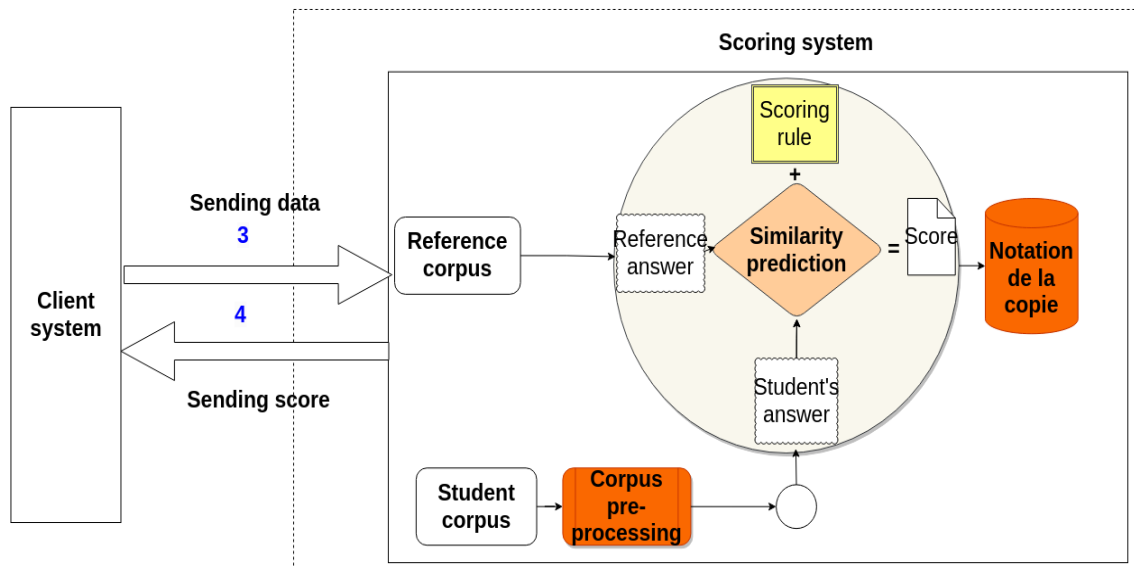 Scoring system
Scoring
rule
+
Sending data
3
Reference
corpus
Reference
answer
Similarity
prediction
=
Score
Notation
de la
copie
Client
system
4
Sending score
Student's
answer
Student
corpus
Corpus
pre-
processing